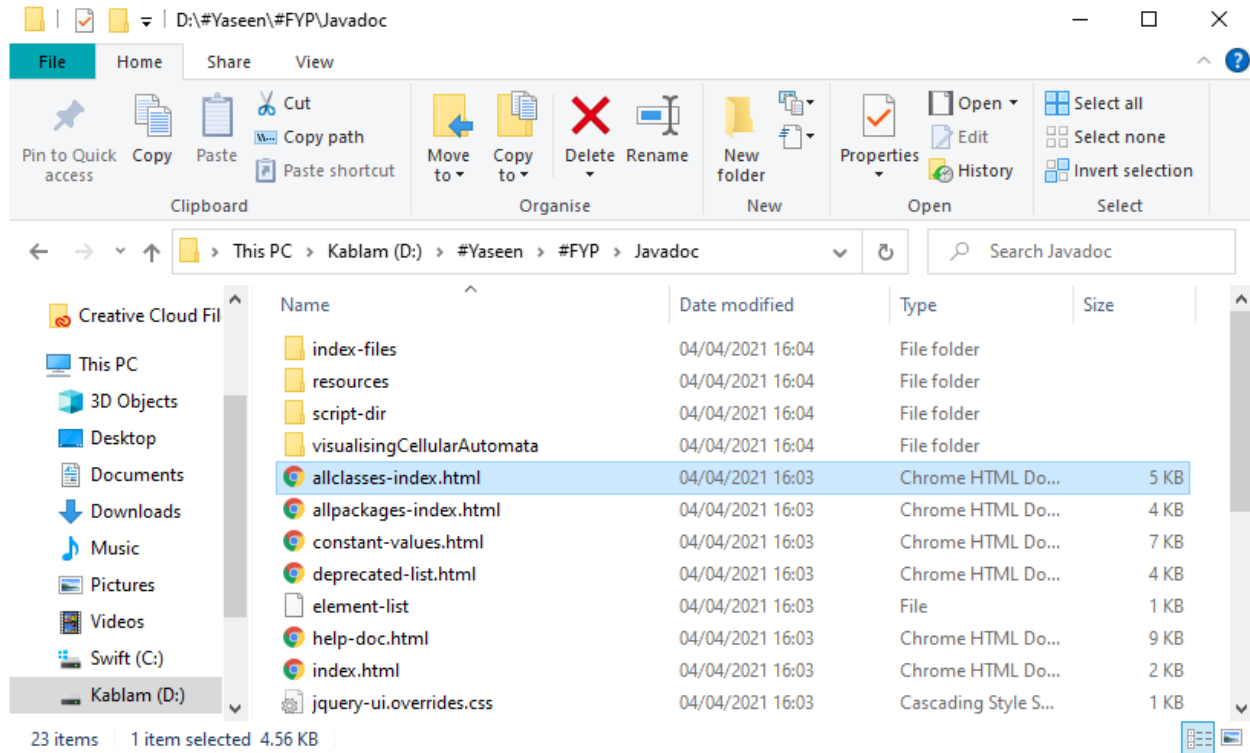 D:\#Yaseen\#FYP\Javadoc
File Home Share View
Pin to Quick access
Copy
Paste
Cut
W... Copy path
Paste shortcut
Move to
Copy to
Delete
Rename
New folder
Properties
Open
Edit
History
Select all
Select none
Invert selection
Clipboard Organise New Open Select
This PC > Kablam (D:) > #Yaseen > #FYP > Javadoc
Search Javadoc
Creative Cloud Fil
This PC
3D Objects
Desktop
Documents
Downloads
Music
Pictures
Videos
Swift (C:)
Kablam (D:)
Name Date modified Type Size
index-files 04/04/2021 16:04 File folder
resources 04/04/2021 16:04 File folder
script-dir 04/04/2021 16:04 File folder
visualisingCellularAutomata 04/04/2021 16:04 File folder
allclasses-index.html 04/04/2021 16:03 Chrome HTML Do... 5 KB
allpackages-index.html 04/04/2021 16:03 Chrome HTML Do... 4 KB
constant-values.html 04/04/2021 16:03 Chrome HTML Do... 7 KB
deprecated-list.html 04/04/2021 16:03 Chrome HTML Do... 4 KB
element-list 04/04/2021 16:03 File 1 KB
help-doc.html 04/04/2021 16:03 Chrome HTML Do... 9 KB
index.html 04/04/2021 16:03 Chrome HTML Do... 2 KB
jquery-ui.overrides.css 04/04/2021 16:03 Cascading Style S... 1 KB
23 items 1 item selected 4.56 KB